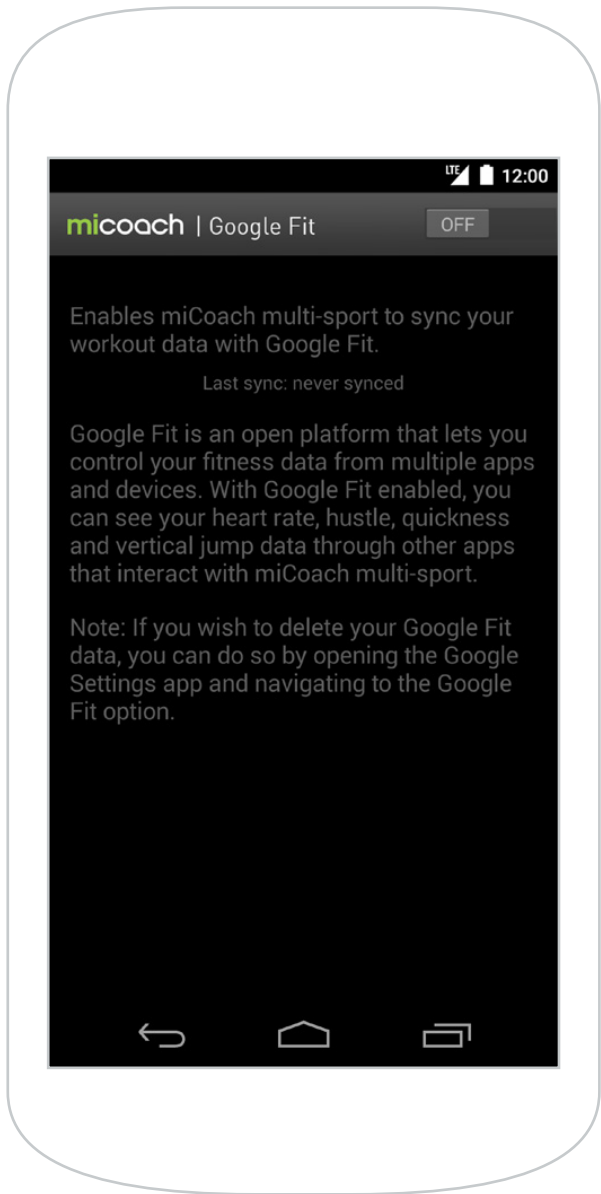 LTE 12:00
micoach | Google Fit OFF
Enables miCoach multi-sport to sync your
workout data with Google Fit.
Last sync: never synced
Google Fit is an open platform that lets you
control your fitness data from multiple apps
and devices. With Google Fit enabled, you
can see your heart rate, hustle, quickness
and vertical jump data through other apps
that interact with miCoach multi-sport.
Note: If you wish to delete your Google Fit
data, you can do so by opening the Google
Settings app and navigating to the Google
Fit option.